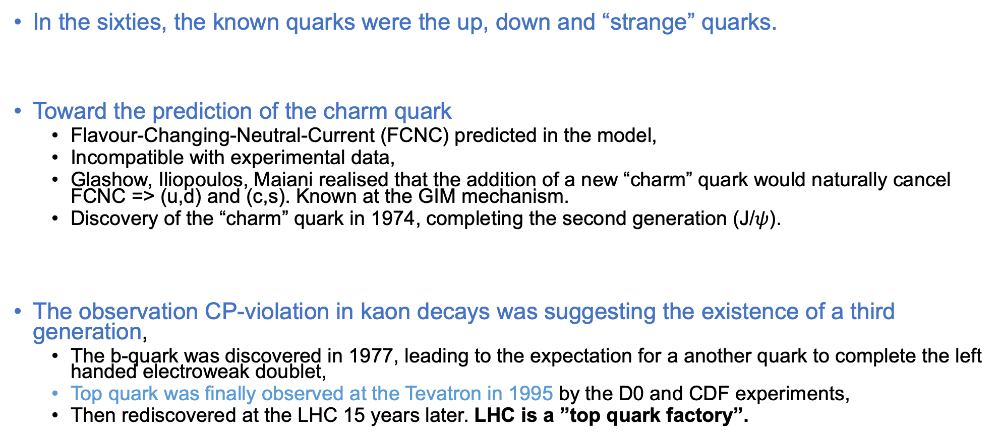 • In the sixties, the known quarks were the up, down and “strange” quarks.
• Toward the prediction of the charm quark
• Flavour-Changing-Neutral-Current (FCNC) predicted in the model,
• Incompatible with experimental data,
• Glashow, Iliopoulos, Maiani realised that the addition of a new “charm” quark would naturally cancel
FCNC => (u,d) and (c,s). Known at the GIM mechanism.
• Discovery of the “charm” quark in 1974, completing the second generation (J/ψ).
• The observation CP-violation in kaon decays was suggesting the existence of a third
generation,
• The b-quark was discovered in 1977, leading to the expectation for a another quark to complete the left
handed electroweak doublet,
• Top quark was finally observed at the Tevatron in 1995 by the D0 and CDF experiments,
• Then rediscovered at the LHC 15 years later. LHC is a ”top quark factory”.